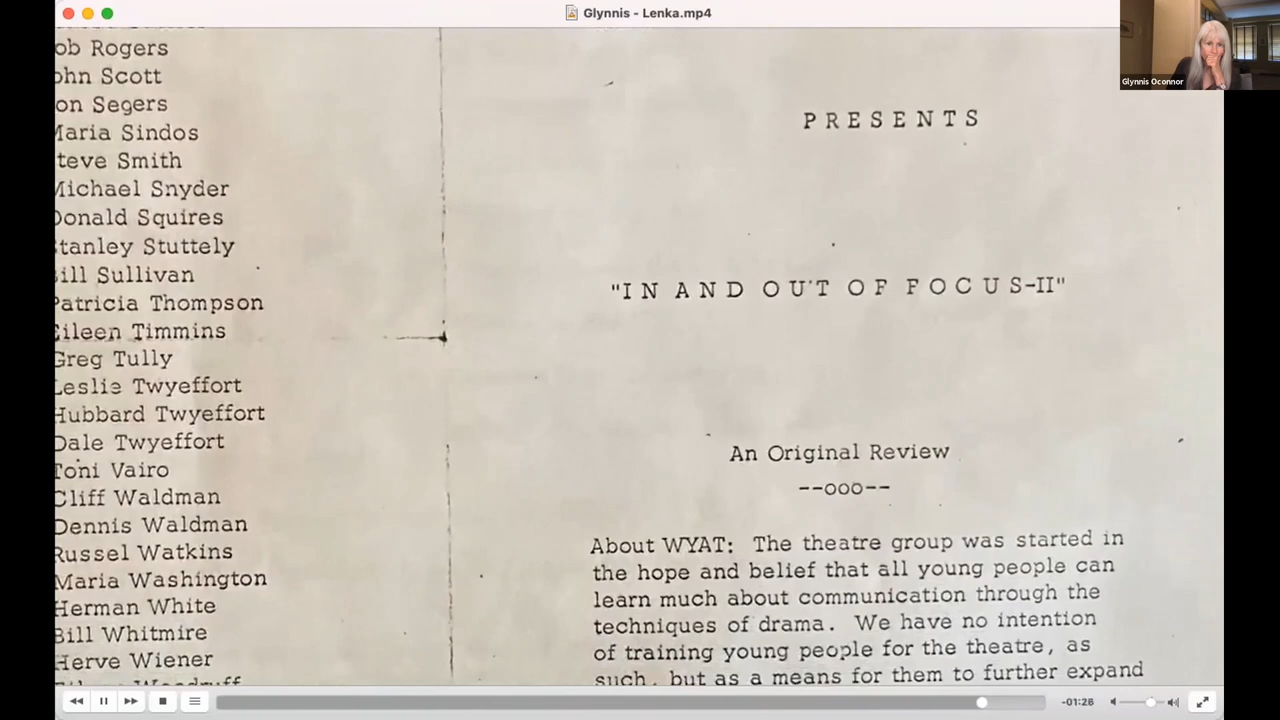 Glynnis - Lenka.mp4
Glynnis Oconnor
ob Rogers
ohn Scott
on Segers
Maria Sindos
teve Smith
Michael Snyder
Donald Squires
Stanley Stuttely
Bill Sullivan
Patricia Thompson
Eileen Timmins
Greg Tully
Leslie Twyeffort
Hubbard Twyeffort
Dale Twyeffort
Toni Vairo
Cliff Waldman
Dennis Waldman
Russel Watkins
Maria Washington
Herman White
Bill Whitmire
Herve Wiener
PRESENTS
"IN AND OUT OF FOCUS-II"
An Original Review
--ooo--
About WYAT: The theatre group was started in
the hope and belief that all young people can
learn much about communication through the
techniques of drama. We have no intention
of training young people for the theatre, as
such, but as a means for them to further expand
-01:28